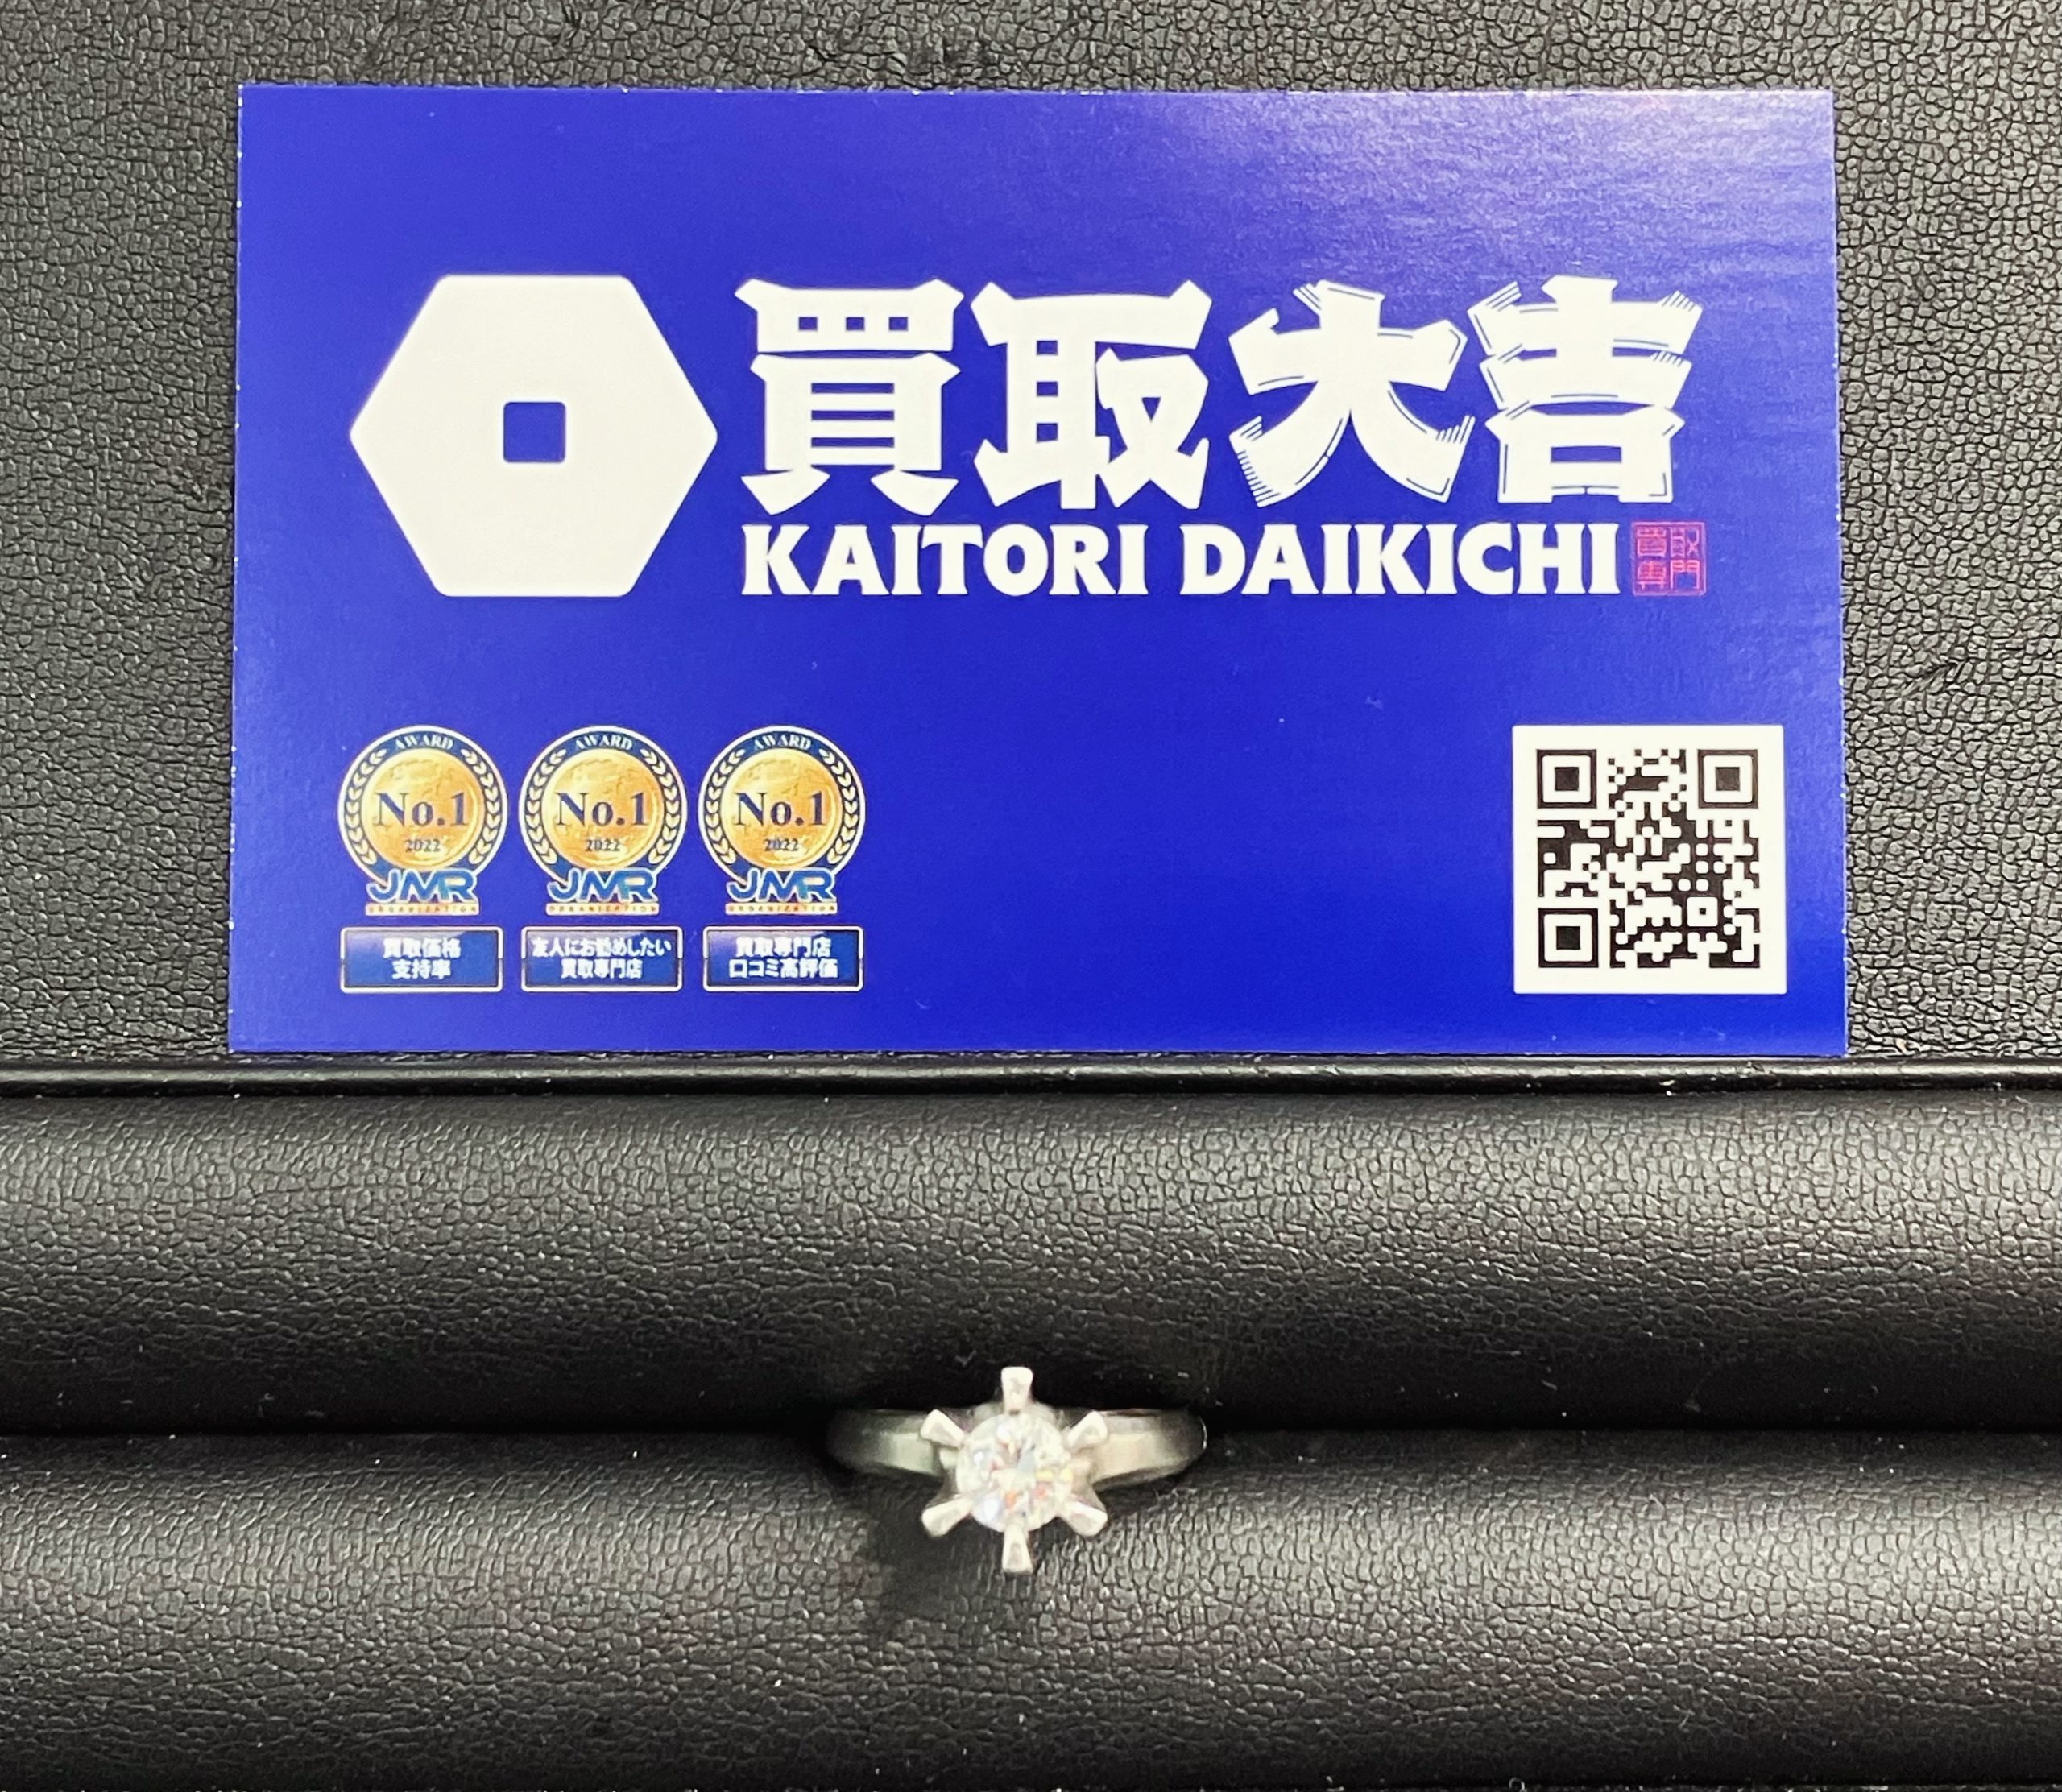 買取大吉
KAITORI DAIKICHI
買取
専門
AWARD
No.1
2022
JMR
ORGANIZATION
買取価格
支持率
AWARD
No.1
2022
JMR
ORGANIZATION
友人にお勧めしたい
買取専門店
AWARD
No.1
2022
JMR
ORGANIZATION
買取専門店
口コミ高評価